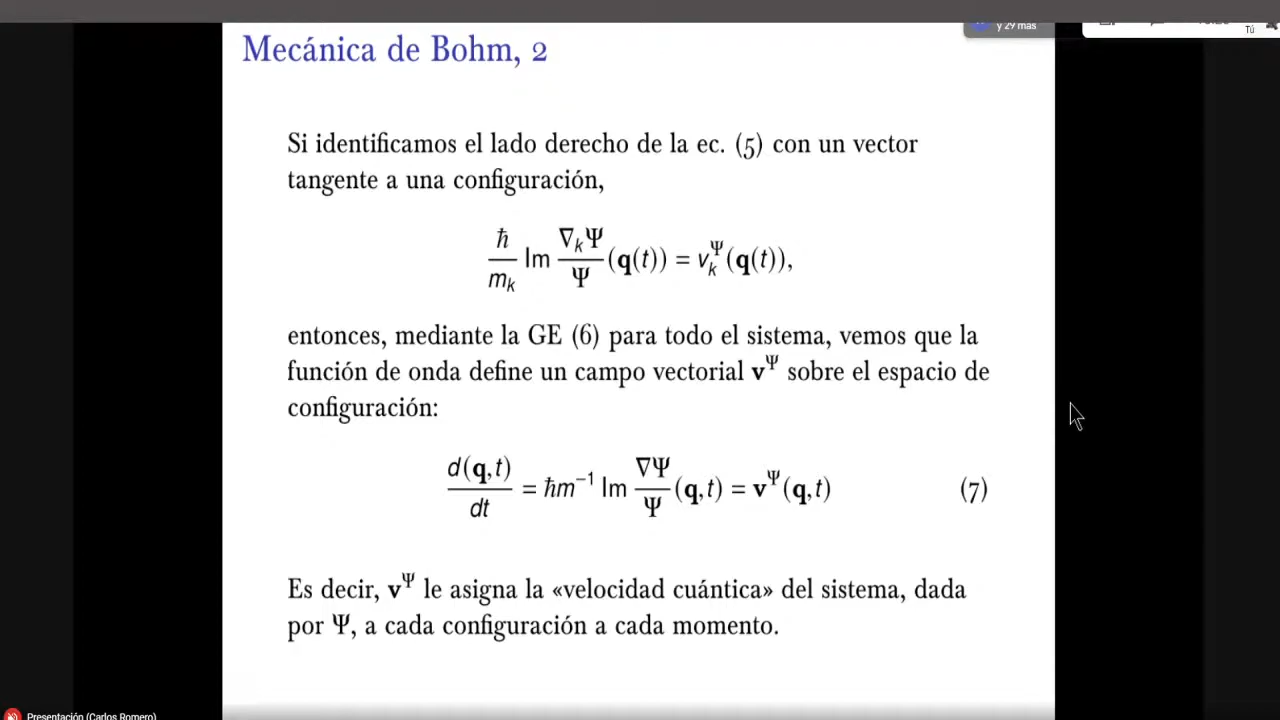 y 29 más
Tú
Mecánica de Bohm, 2
Si identificamos el lado derecho de la ec. (5) con un vector
tangente a una configuración,
ħ/m_k Im ∇_kΨ/Ψ (q(t)) = v_k^Ψ (q(t)),
entonces, mediante la GE (6) para todo el sistema, vemos que la
función de onda define un campo vectorial v^Ψ sobre el espacio de
configuración:
d(q,t)/dt = ħm^−1 Im ∇Ψ/Ψ (q,t) = v^Ψ(q,t) (7)
Es decir, v^Ψ le asigna la «velocidad cuántica» del sistema, dada
por Ψ, a cada configuración a cada momento.
Presentación (Carlos Romero)